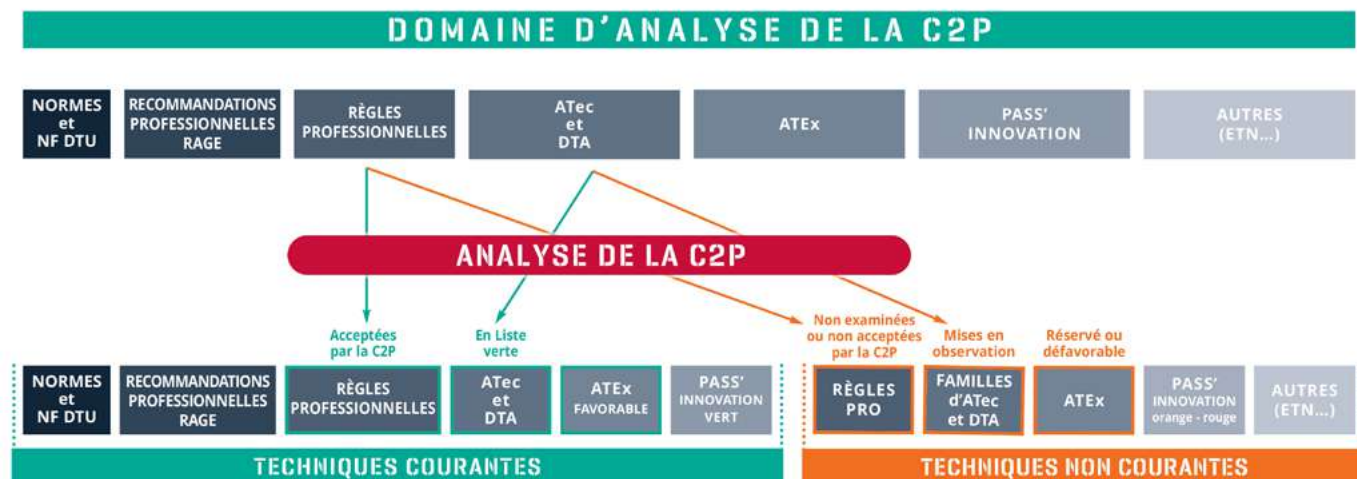 DOMAINE D'ANALYSE DE LA C2P
NORMES
et
NF DTU
RECOMMANDATIONS
PROFESSIONNELLES
RAGE
RÈGLES
PROFESSIONNELLES
ATec
et
DTA
ATEx
PASS'
INNOVATION
AUTRES
(ETN...)
ANALYSE DE LA C2P
Acceptées
par la C2P
En Liste
verte
Non examinées
ou non acceptées
par la C2P
Mises en
observation
Réservé ou
défavorable
NORMES
et
NF DTU
RECOMMANDATIONS
PROFESSIONNELLES
RAGE
RÈGLES
PROFESSIONNELLES
ATec
et
DTA
ATEx
FAVORABLE
PASS'
INNOVATION
VERT
RÈGLES
PRO
FAMILLES
d'ATec
et DTA
ATEx
PASS'
INNOVATION
orange - rouge
AUTRES
(ETN...)
TECHNIQUES COURANTES
TECHNIQUES NON COURANTES